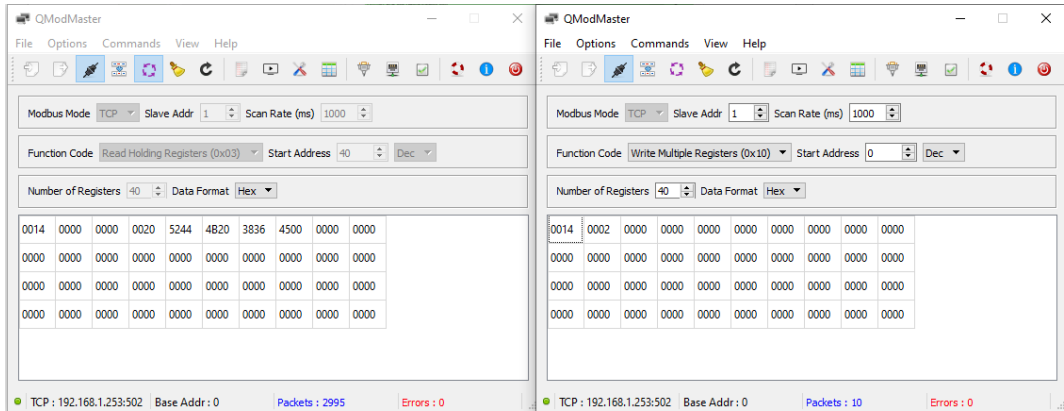 QModMaster
File Options Commands View Help
Modbus Mode TCP Slave Addr 1 Scan Rate (ms) 1000
Function Code Read Holding Registers (0x03) Start Address 40 Dec
Number of Registers 40 Data Format Hex
0014 0000 0000 0020 5244 4B20 3836 4500 0000 0000
0000 0000 0000 0000 0000 0000 0000 0000 0000 0000
0000 0000 0000 0000 0000 0000 0000 0000 0000 0000
0000 0000 0000 0000 0000 0000 0000 0000 0000 0000
TCP : 192.168.1.253:502 Base Addr : 0 Packets : 2995 Errors : 0
QModMaster
File Options Commands View Help
Modbus Mode TCP Slave Addr 1 Scan Rate (ms) 1000
Function Code Write Multiple Registers (0x10) Start Address 0 Dec
Number of Registers 40 Data Format Hex
0014 0002 0000 0000 0000 0000 0000 0000 0000 0000
0000 0000 0000 0000 0000 0000 0000 0000 0000 0000
0000 0000 0000 0000 0000 0000 0000 0000 0000 0000
0000 0000 0000 0000 0000 0000 0000 0000 0000 0000
TCP : 192.168.1.253:502 Base Addr : 0 Packets : 10 Errors : 0